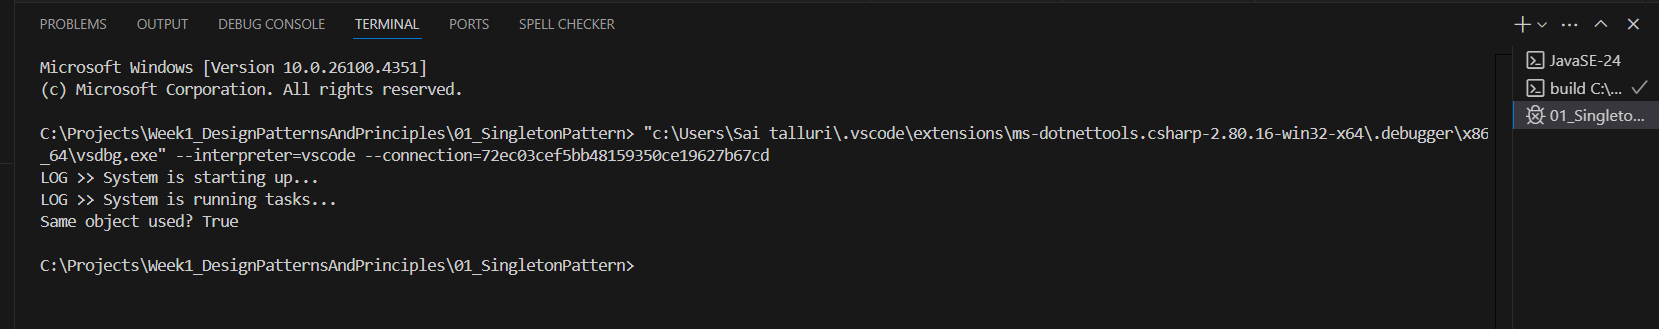 PROBLEMS OUTPUT DEBUG CONSOLE TERMINAL PORTS SPELL CHECKER
Microsoft Windows [Version 10.0.26100.4351]
(c) Microsoft Corporation. All rights reserved.
C:\Projects\Week1_DesignPatternsAndPrinciples\01_SingletonPattern> "c:\Users\Sai talluri\.vscode\extensions\ms-dotnettools.csharp-2.80.16-win32-x64\.debugger\x86
_64\vsdbg.exe" --interpreter=vscode --connection=72ec03cef5bb48159350ce19627b67cd
LOG >> System is starting up...
LOG >> System is running tasks...
Same object used? True
C:\Projects\Week1_DesignPatternsAndPrinciples\01_SingletonPattern>
JavaSE-24
build C:\...
01_Singleto...